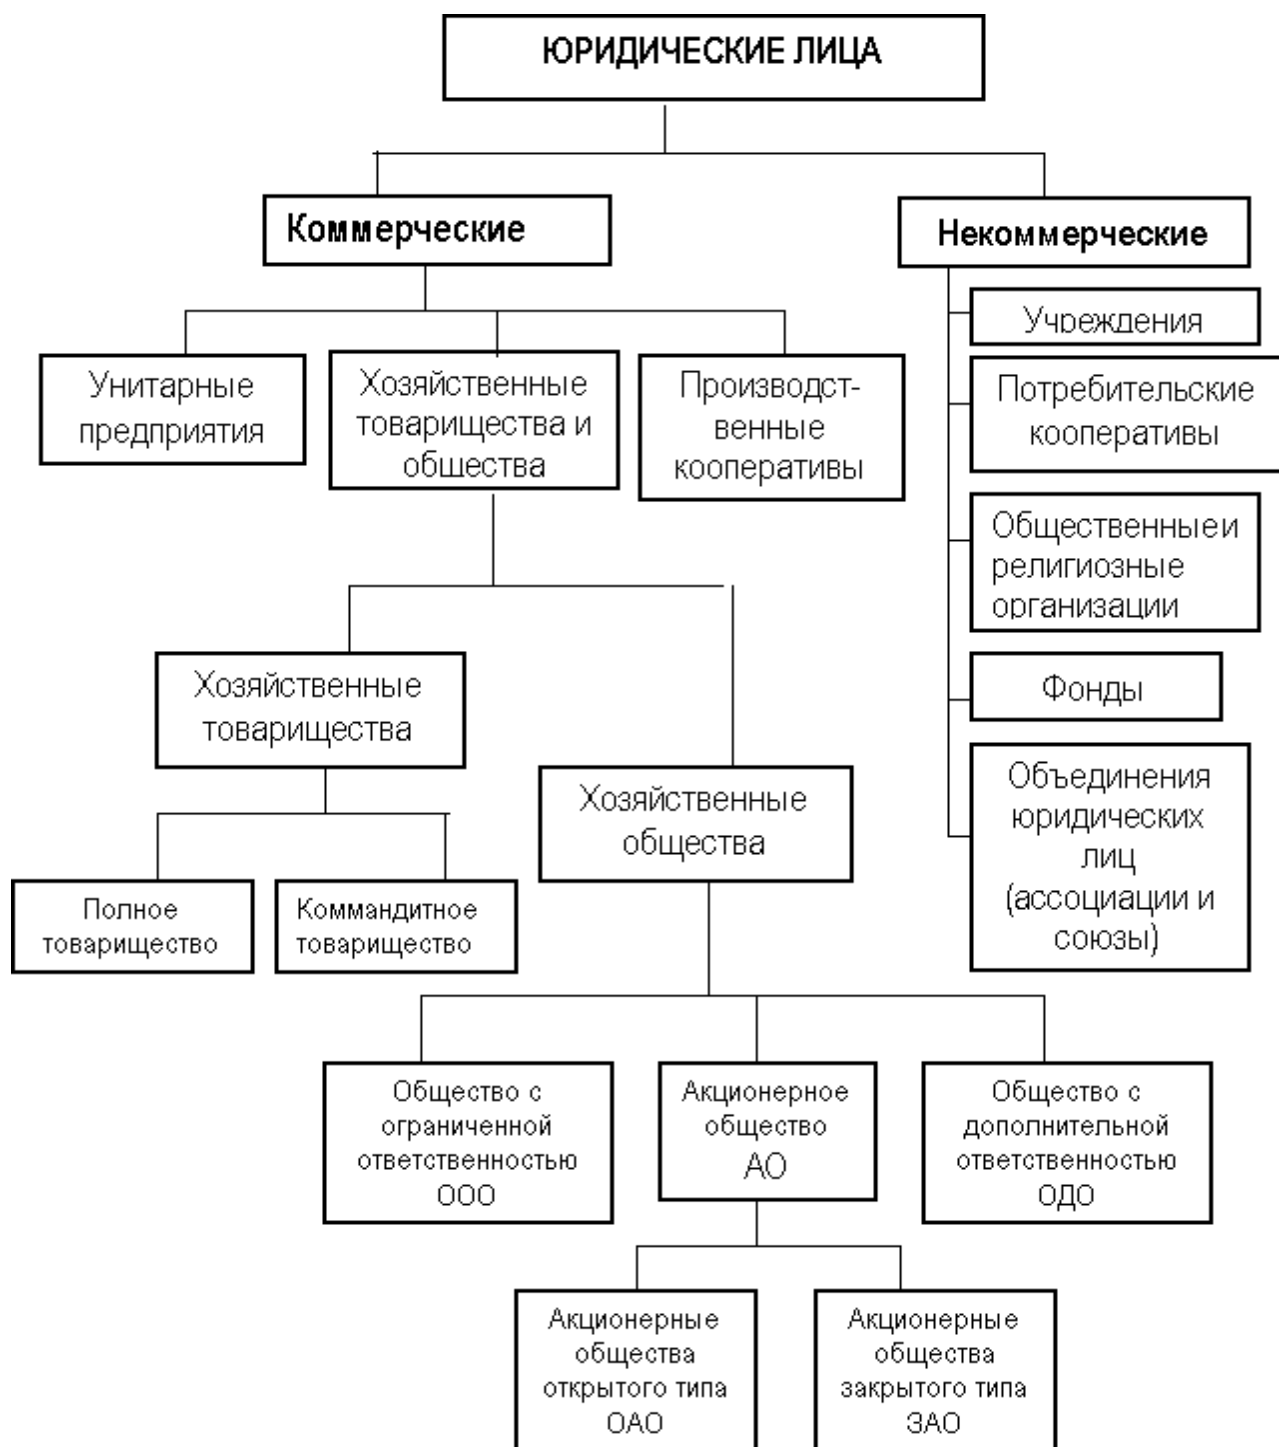 ЮРИДИЧЕСКИЕ ЛИЦА
Коммерческие
Некоммерческие
Унитарные
предприятия
Хозяйственные
товарищества и
общества
Производст-
венные
кооперативы
Учреждения
Потребительские
кооперативы
Общественные и
религиозные
организации
Фонды
Объединения
юридических
лиц
(ассоциации и
союзы)
Хозяйственные
товарищества
Хозяйственные
общества
Полное
товарищество
Коммандитное
товарищество
Общество с
ограниченной
ответственностью
ООО
Акционерное
общество
АО
Общество с
дополнительной
ответственностью
ОДО
Акционерные
общества
открытого типа
ОАО
Акционерные
общества
закрытого типа
ЗАО